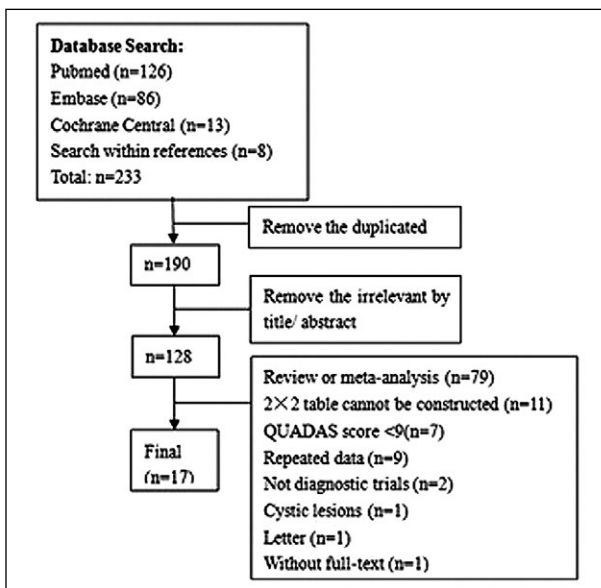 Database Search:
Pubmed (n=126)
Embase (n=86)
Cochrane Central (n=13)
Search within references (n=8)
Total: n=233
Remove the duplicated
n=190
Remove the irrelevant by
title/ abstract
n=128
Review or meta-analysis (n=79)
2×2 table cannot be constructed (n=11)
QUADAS score <9(n=7)
Repeated data (n=9)
Not diagnostic trials (n=2)
Cystic lesions (n=1)
Letter (n=1)
Without full-text (n=1)
Final
(n=17)